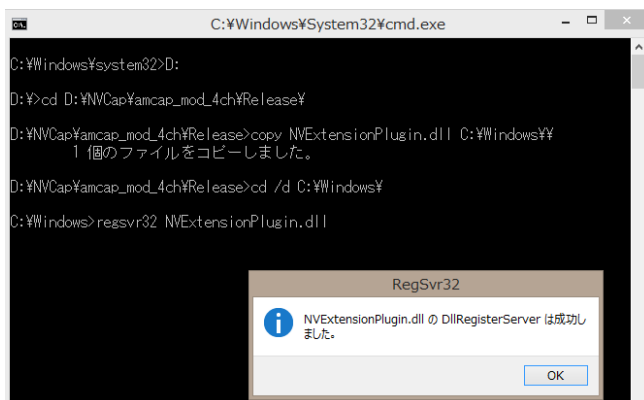 C:¥Windows¥System32¥cmd.exe
C:¥Windows¥system32>D:
D:¥>cd D:¥NVCap¥amcap_mod_4ch¥Release¥
D:¥NVCap¥amcap_mod_4ch¥Release>copy NVExtensionPlugin.dll C:¥Windows¥¥
1 個のファイルをコピーしました。
D:¥NVCap¥amcap_mod_4ch¥Release>cd /d C:¥Windows¥
C:¥Windows>regsvr32 NVExtensionPlugin.dll
RegSvr32
NVExtensionPlugin.dll の DllRegisterServer は成功し
ました。
OK